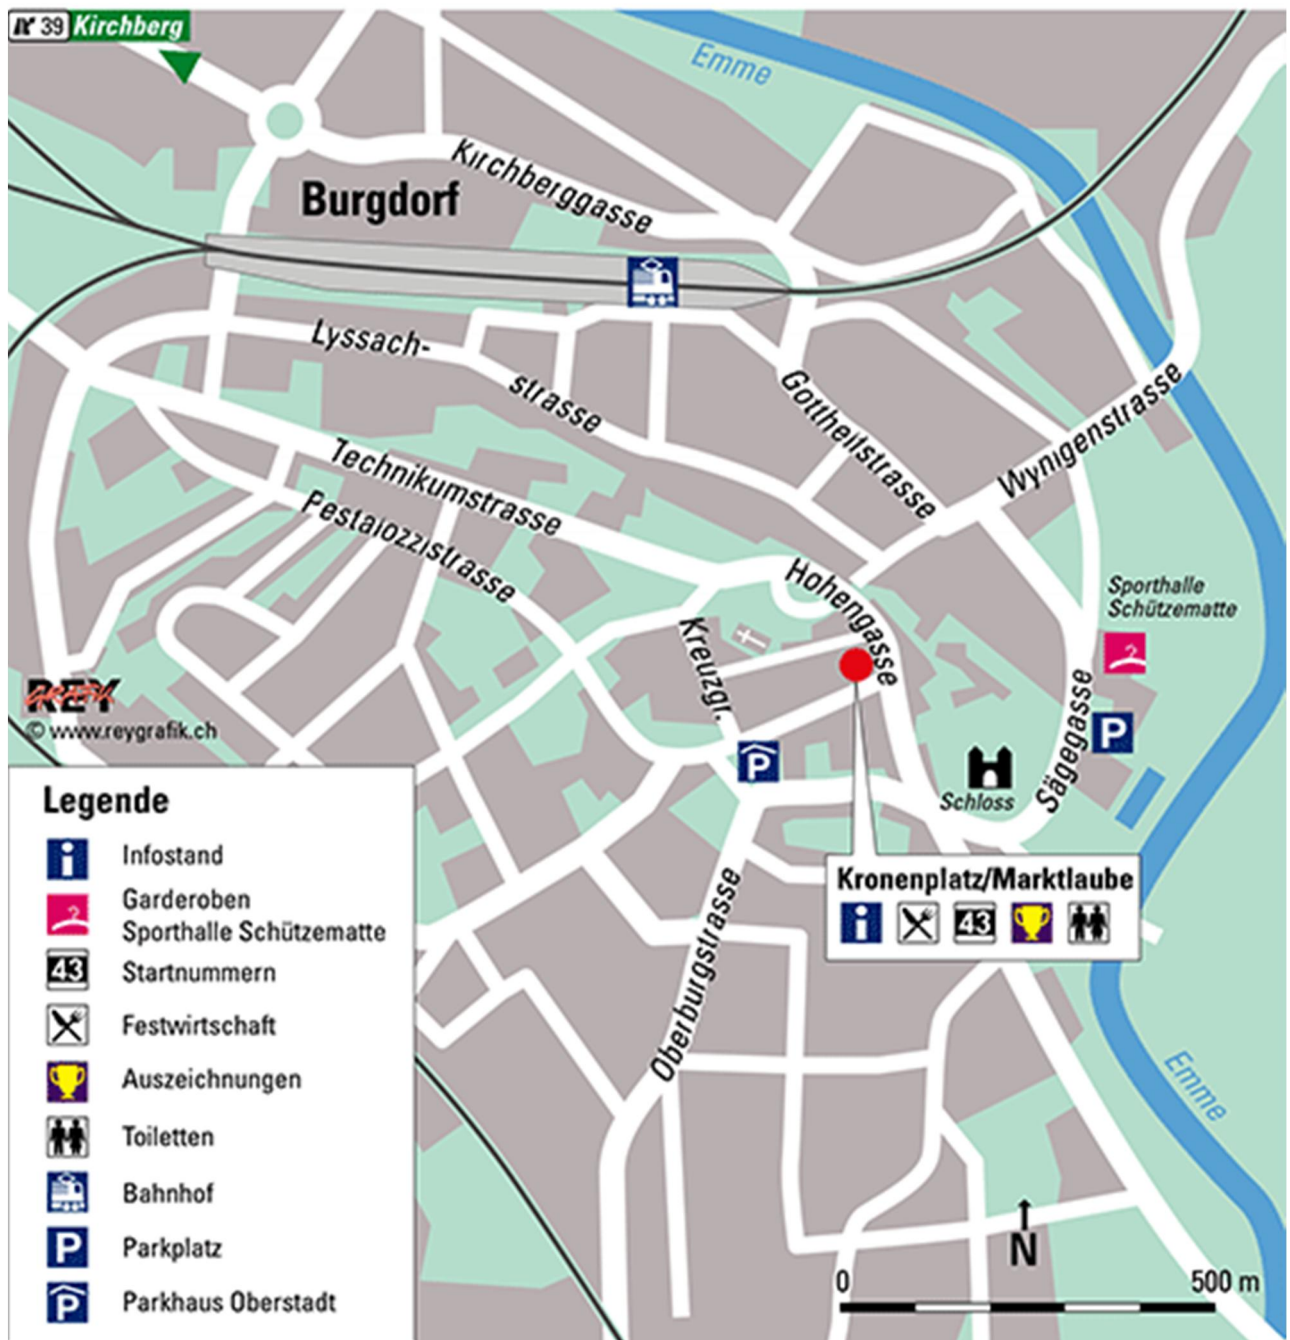 39 Kirchberg
Emme
Kirchberggasse
Burgdorf
Lyssach-
strasse
Gottheilstrasse
Wynigenstrasse
Technikumstrasse
Pestalozzistrasse
Hohengasse
Sporthalle
Schützematte
Kreuzgr.
REY
GRAFIK
© www.reygrafik.ch
P
P
Sägegasse
Schloss
Legende
i Infostand
Garderoben
Sporthalle Schützematte
43 Startnummern
Festwirtschaft
Auszeichnungen
Toiletten
Bahnhof
P Parkplatz
P Parkhaus Oberstadt
Kronenplatz/Marktlaube
i 43
Oberburgstrasse
Emme
N
0 500 m